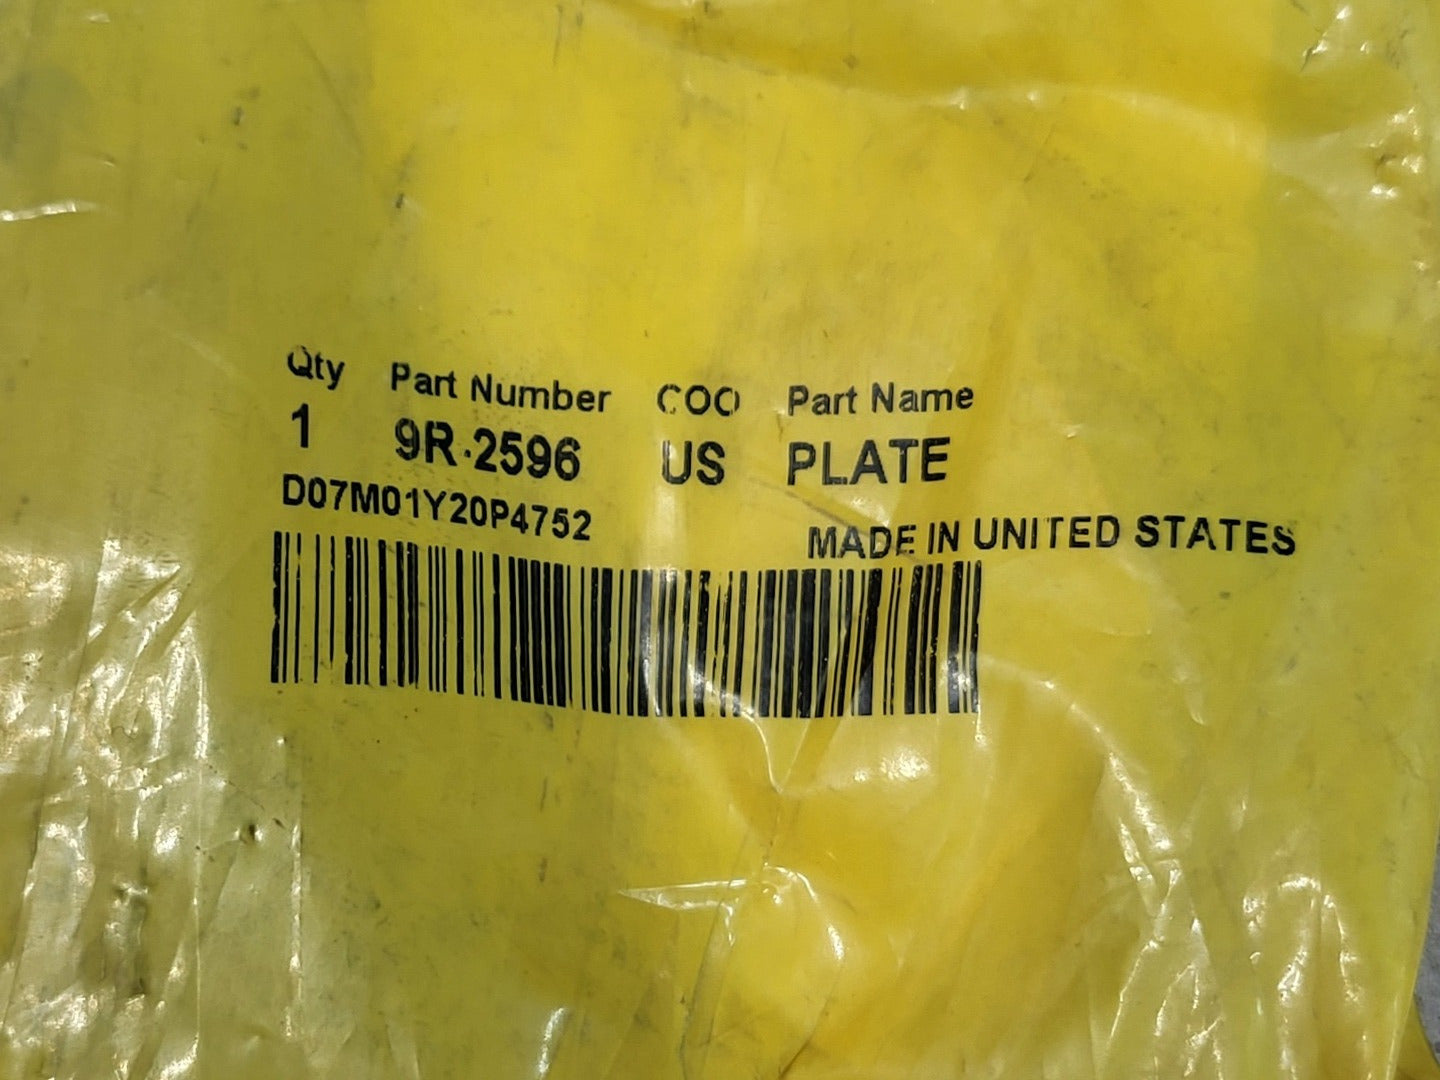 Qty Part Number COO Part Name
1 9R-2596 US PLATE
D07M01Y20P4752
MADE IN UNITED STATES